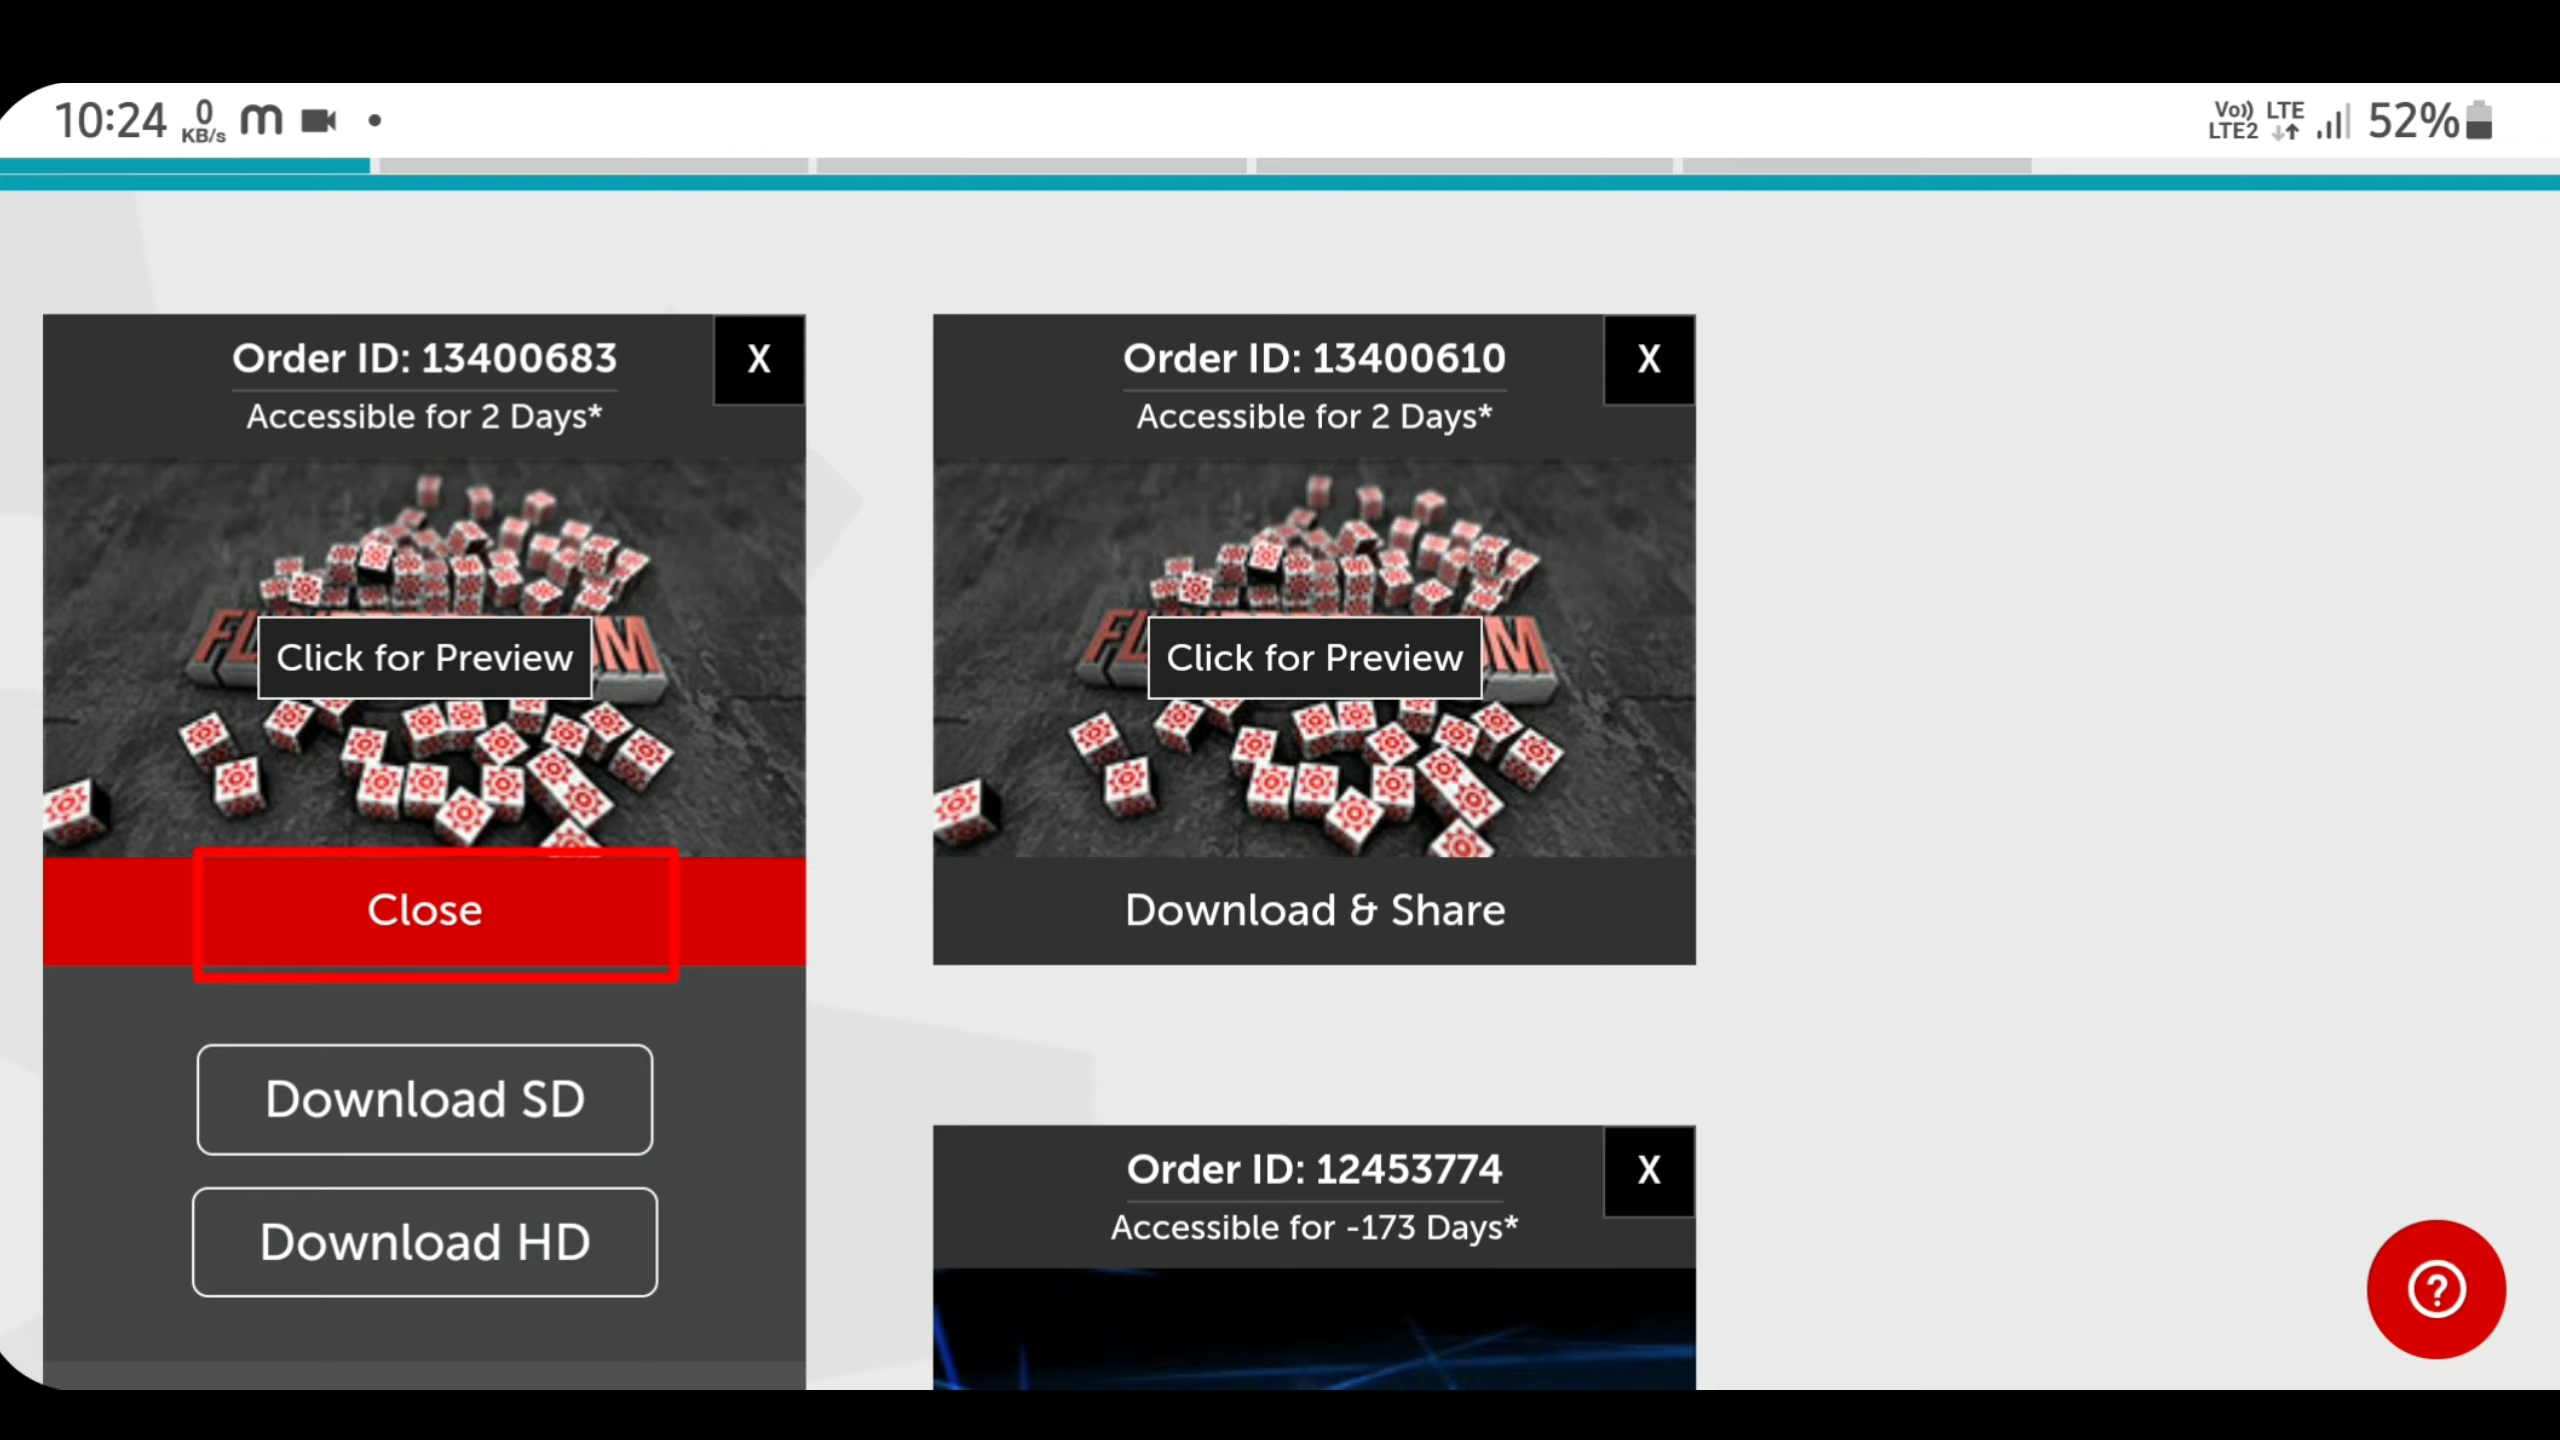 10:24 0 KB/s m
Vo)) LTE
LTE2
52%
Order ID: 13400683
X
Accessible for 2 Days*
Click for Preview
Close
Download SD
Download HD
Order ID: 13400610
X
Accessible for 2 Days*
Click for Preview
Download & Share
Order ID: 12453774
X
Accessible for -173 Days*
?